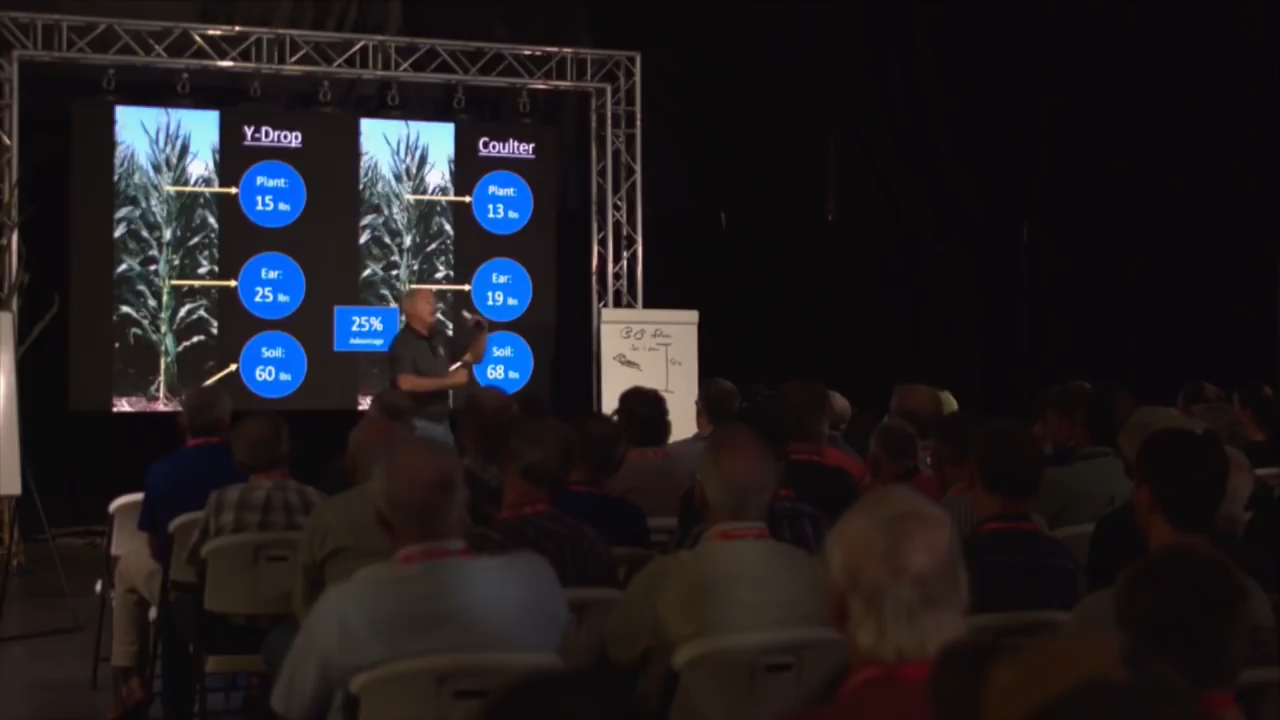 Y-Drop
Plant:
15 lbs
Ear:
25 lbs
Soil:
60 lbs
25%
Advantage
Coulter
Plant:
13 lbs
Ear:
19 lbs
Soil:
68 lbs